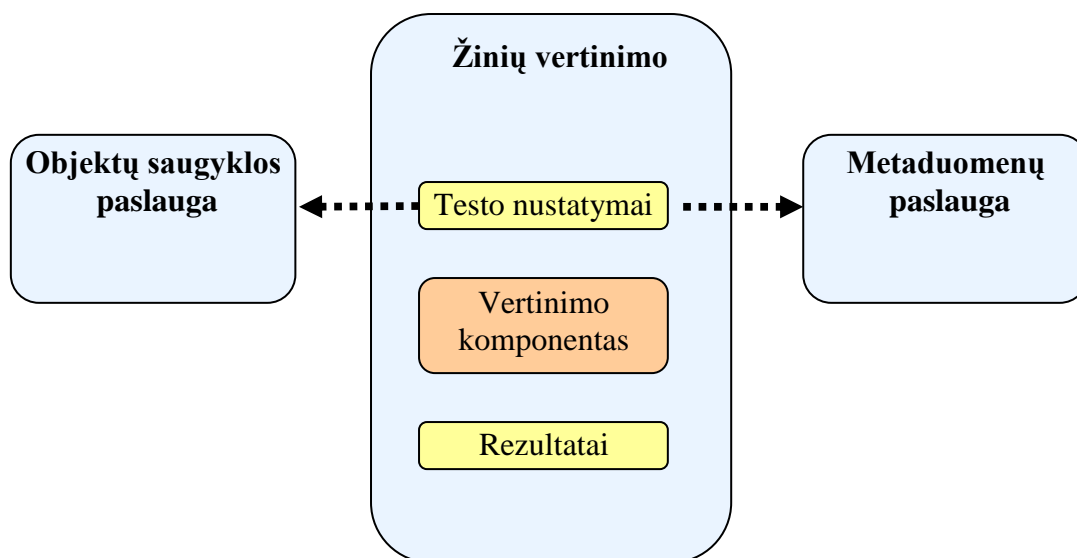 Žinių vertinimo
Objektų saugyklos
paslauga
Testo nustatymai
Vertinimo
komponentas
Rezultatai
Metaduomenų
paslauga